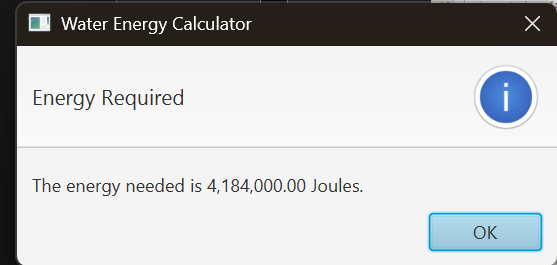 Water Energy Calculator
Energy Required
i
The energy needed is 4,184,000.00 Joules.
OK